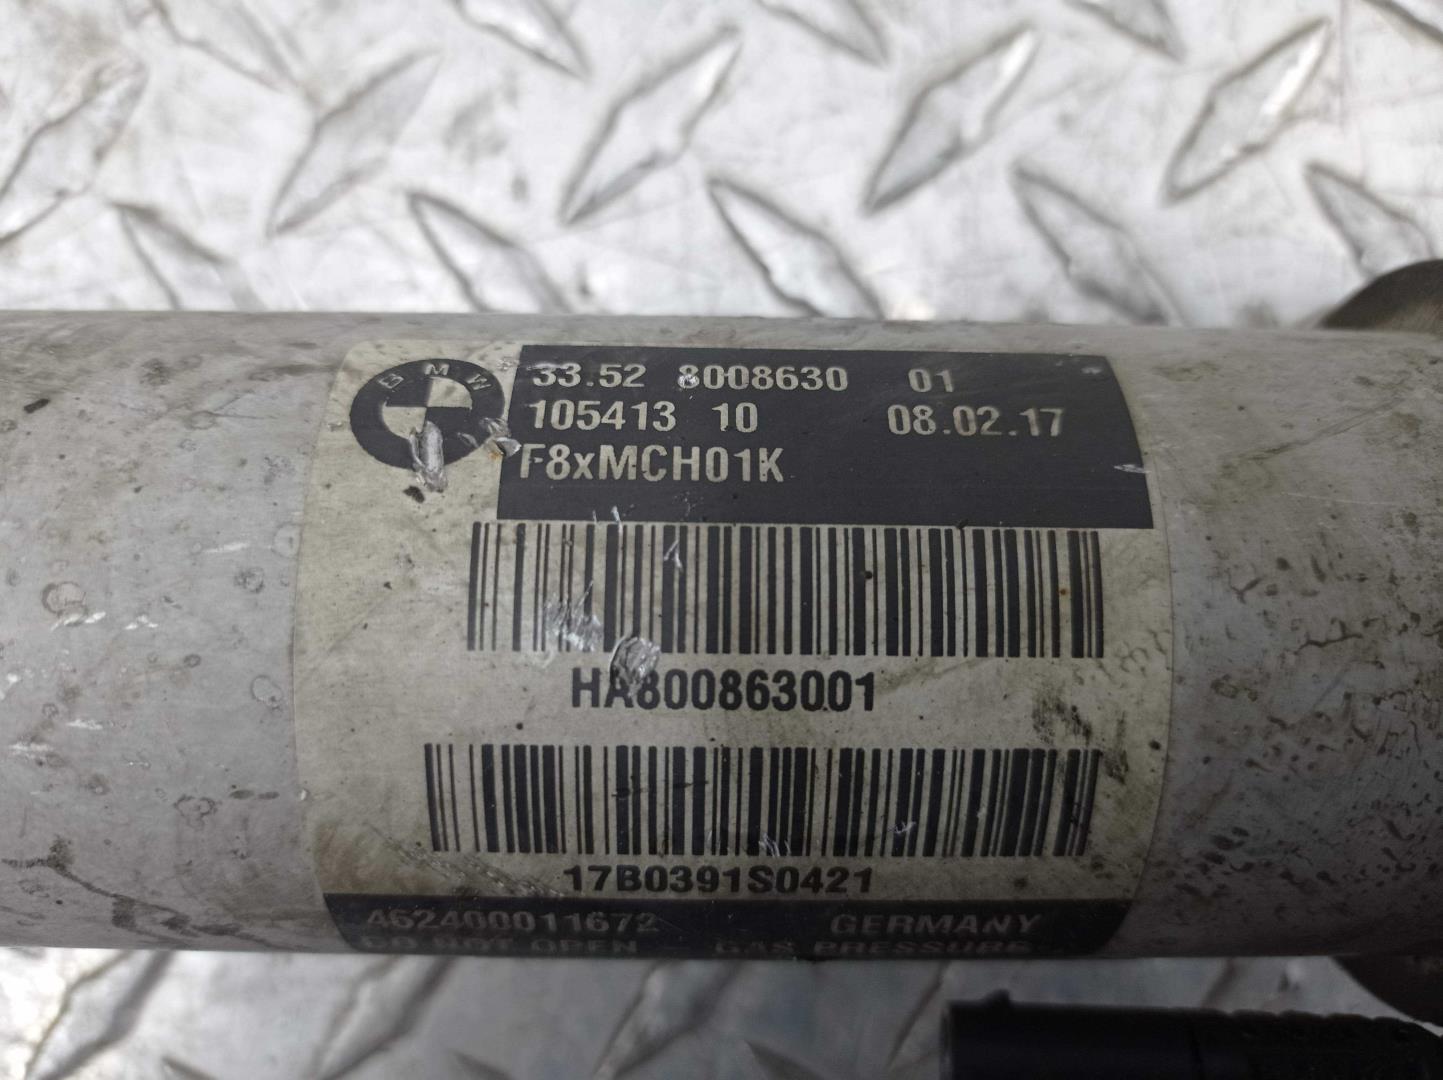 BMW
33.52 8008630 01
105413 10 08.02.17
F8xMCH01K
HA800863001
17B0391S0421
A62400011672 GERMANY
DO NOT OPEN - GAS PRESSURE